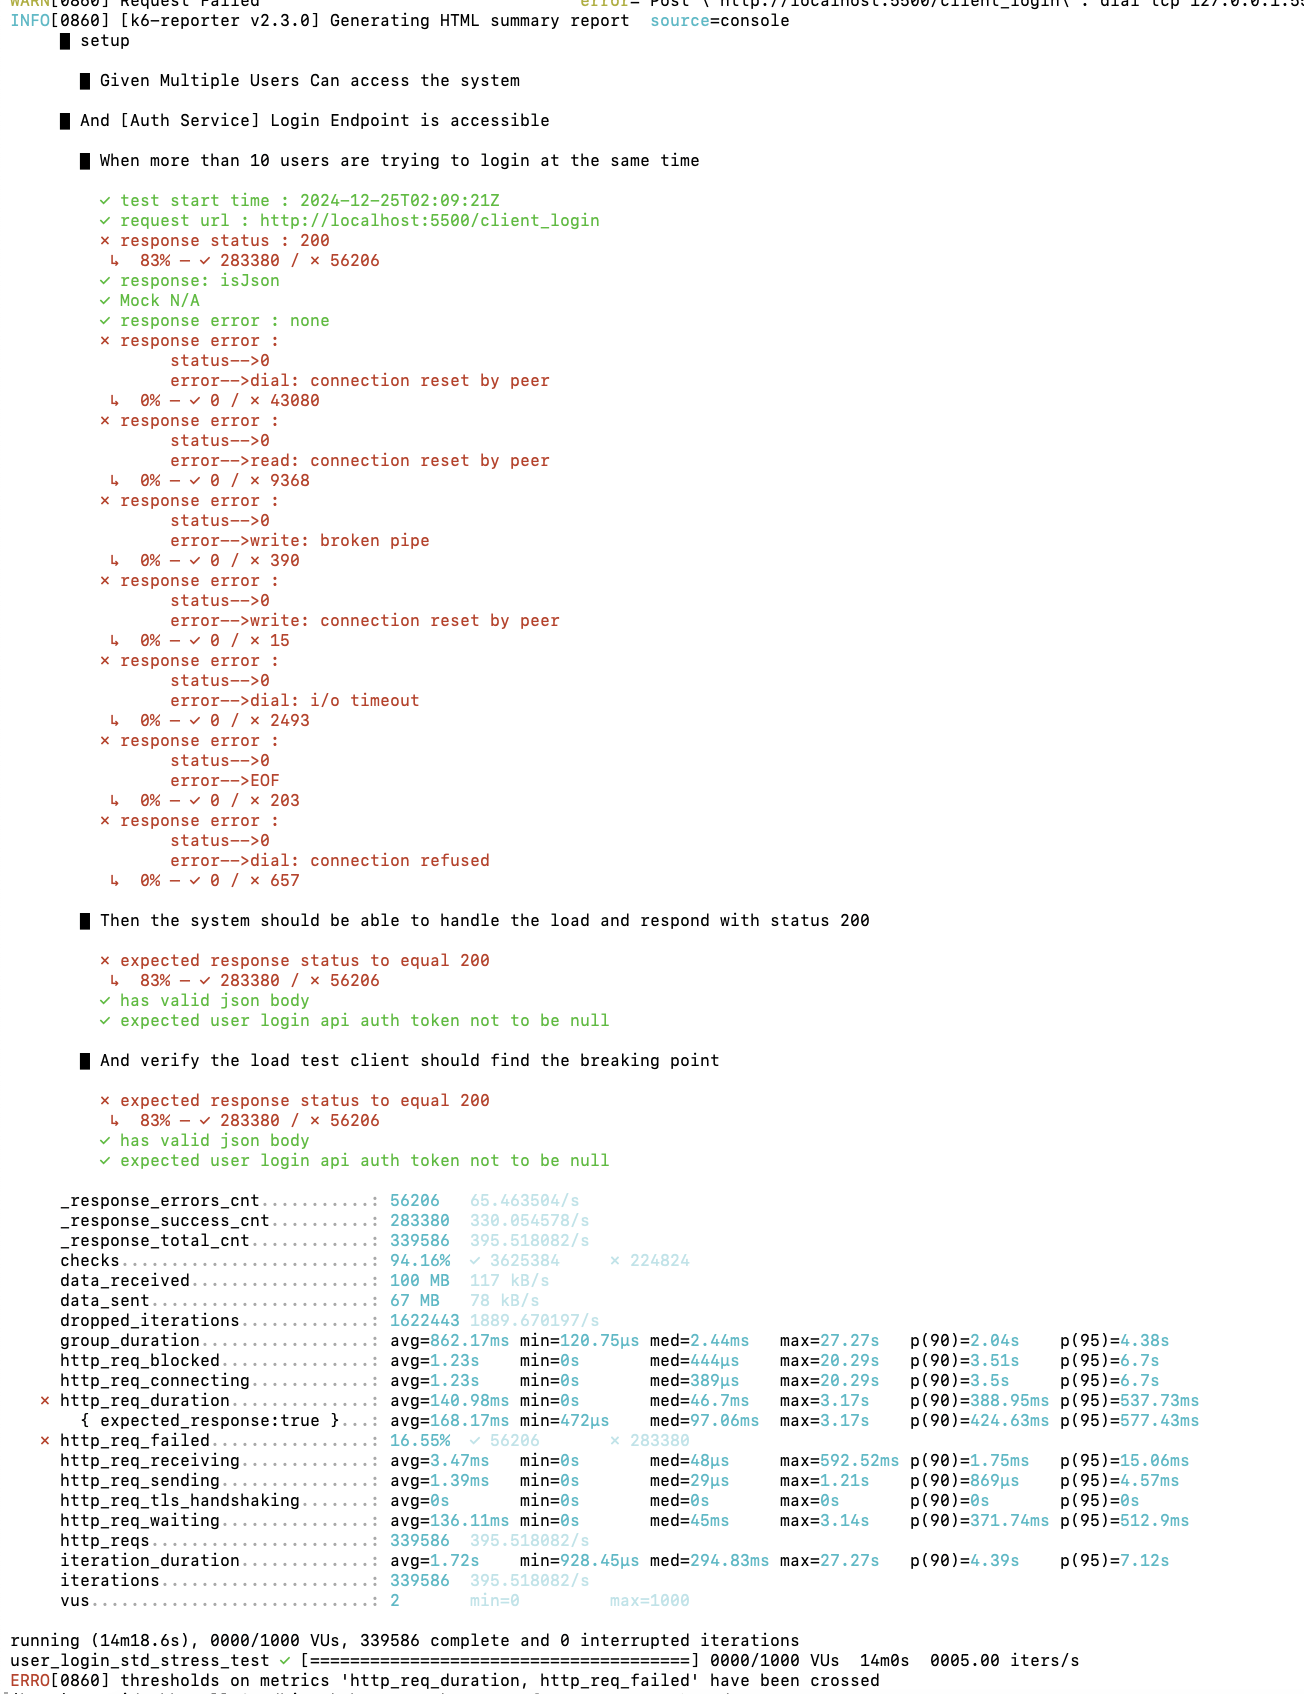 WARN[0860] Request Failed error="Post \"http://localhost:5500/client_login\": dial tcp 127.0.0.1:55
INFO[0860] [k6-reporter v2.3.0] Generating HTML summary report  source=console
█ setup
█ Given Multiple Users Can access the system
█ And [Auth Service] Login Endpoint is accessible
█ When more than 10 users are trying to login at the same time
✓ test start time : 2024-12-25T02:09:21Z
✓ request url : http://localhost:5500/client_login
✗ response status : 200
↳  83% — ✓ 283380 / ✗ 56206
✓ response: isJson
✓ Mock N/A
✓ response error : none
✗ response error :
status-->0
error-->dial: connection reset by peer
↳  0% — ✓ 0 / ✗ 43080
✗ response error :
status-->0
error-->read: connection reset by peer
↳  0% — ✓ 0 / ✗ 9368
✗ response error :
status-->0
error-->write: broken pipe
↳  0% — ✓ 0 / ✗ 390
✗ response error :
status-->0
error-->write: connection reset by peer
↳  0% — ✓ 0 / ✗ 15
✗ response error :
status-->0
error-->dial: i/o timeout
↳  0% — ✓ 0 / ✗ 2493
✗ response error :
status-->0
error-->EOF
↳  0% — ✓ 0 / ✗ 203
✗ response error :
status-->0
error-->dial: connection refused
↳  0% — ✓ 0 / ✗ 657
█ Then the system should be able to handle the load and respond with status 200
✗ expected response status to equal 200
↳  83% — ✓ 283380 / ✗ 56206
✓ has valid json body
✓ expected user login api auth token not to be null
█ And verify the load test client should find the breaking point
✗ expected response status to equal 200
↳  83% — ✓ 283380 / ✗ 56206
✓ has valid json body
✓ expected user login api auth token not to be null
_response_errors_cnt...........: 56206   65.463504/s
_response_success_cnt..........: 283380  330.054578/s
_response_total_cnt............: 339586  395.518082/s
checks.........................: 94.16%  ✓ 3625384     ✗ 224824
data_received..................: 100 MB  117 kB/s
data_sent......................: 67 MB   78 kB/s
dropped_iterations.............: 1622443 1889.670197/s
group_duration.................: avg=862.17ms min=120.75µs med=2.44ms   max=27.27s   p(90)=2.04s    p(95)=4.38s
http_req_blocked...............: avg=1.23s    min=0s       med=444µs    max=20.29s   p(90)=3.51s    p(95)=6.7s
http_req_connecting............: avg=1.23s    min=0s       med=389µs    max=20.29s   p(90)=3.5s     p(95)=6.7s
✗ http_req_duration..............: avg=140.98ms min=0s       med=46.7ms   max=3.17s    p(90)=388.95ms p(95)=537.73ms
{ expected_response:true }...: avg=168.17ms min=472µs    med=97.06ms  max=3.17s    p(90)=424.63ms p(95)=577.43ms
✗ http_req_failed................: 16.55%  ✓ 56206       ✗ 283380
http_req_receiving.............: avg=3.47ms   min=0s       med=48µs     max=592.52ms p(90)=1.75ms   p(95)=15.06ms
http_req_sending...............: avg=1.39ms   min=0s       med=29µs     max=1.21s    p(90)=869µs    p(95)=4.57ms
http_req_tls_handshaking.......: avg=0s       min=0s       med=0s       max=0s       p(90)=0s       p(95)=0s
http_req_waiting...............: avg=136.11ms min=0s       med=45ms     max=3.14s    p(90)=371.74ms p(95)=512.9ms
http_reqs......................: 339586  395.518082/s
iteration_duration.............: avg=1.72s    min=928.45µs med=294.83ms max=27.27s   p(90)=4.39s    p(95)=7.12s
iterations.....................: 339586  395.518082/s
vus............................: 2       min=0         max=1000
running (14m18.6s), 0000/1000 VUs, 339586 complete and 0 interrupted iterations
user_login_std_stress_test ✓ [======================================] 0000/1000 VUs  14m0s  0005.00 iters/s
ERRO[0860] thresholds on metrics 'http_req_duration, http_req_failed' have been crossed